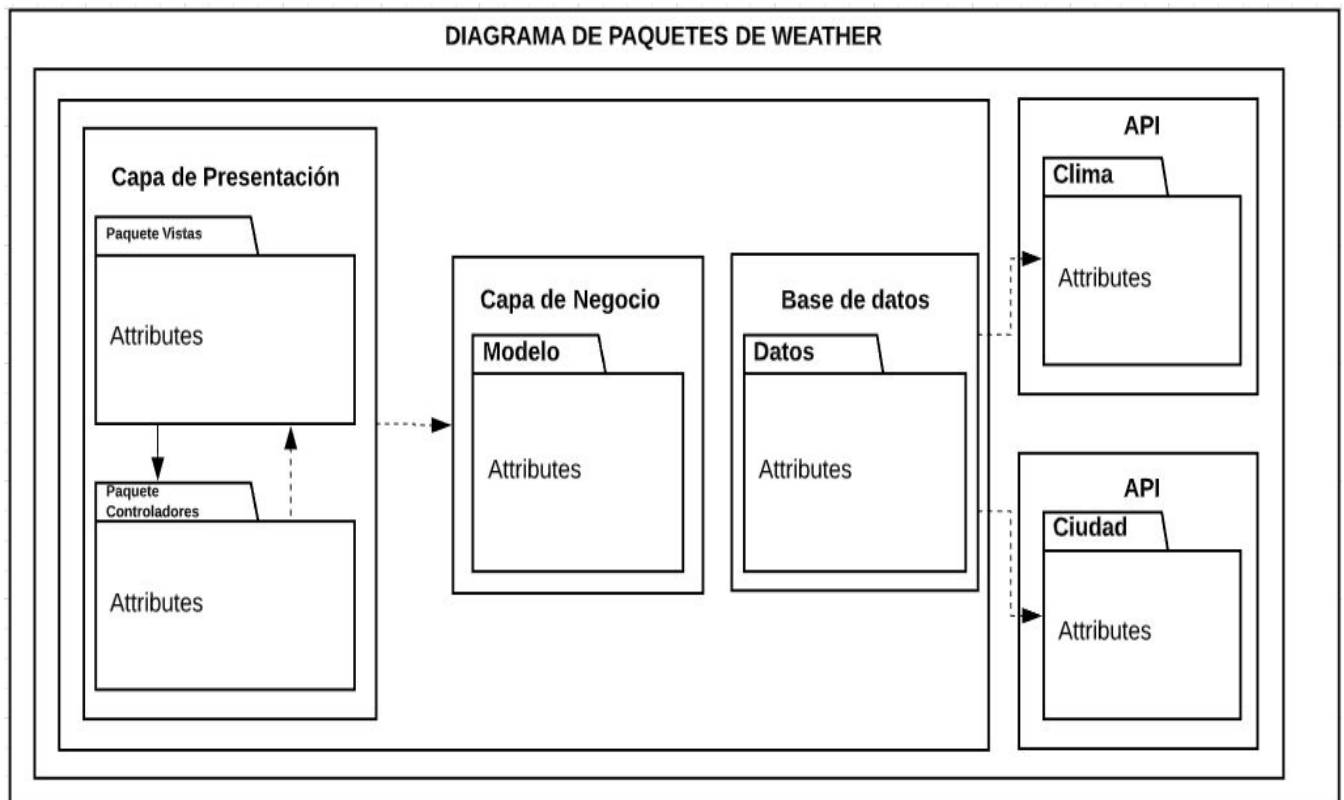 DIAGRAMA DE PAQUETES DE WEATHER
Capa de Presentación
Paquete Vistas
Attributes
Paquete
Controladores
Attributes
Capa de Negocio
Modelo
Attributes
Base de datos
Datos
Attributes
API
Clima
Attributes
API
Ciudad
Attributes